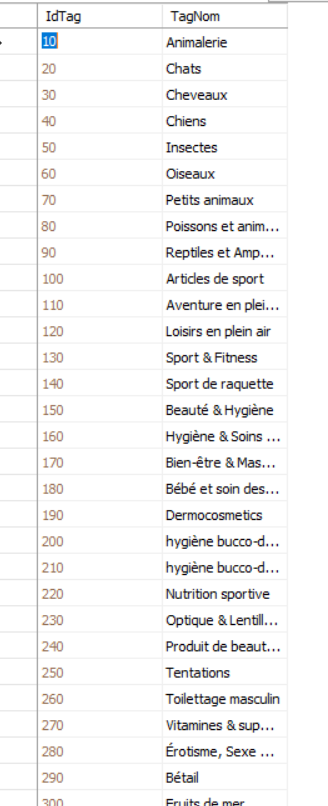 IdTag TagNom
10 Animalerie
20 Chats
30 Cheveaux
40 Chiens
50 Insectes
60 Oiseaux
70 Petits animaux
80 Poissons et anim...
90 Reptiles et Amp...
100 Articles de sport
110 Aventure en plei...
120 Loisirs en plein air
130 Sport & Fitness
140 Sport de raquette
150 Beauté & Hygiène
160 Hygiène & Soins ...
170 Bien-être & Mas...
180 Bébé et soin des...
190 Dermocosmetics
200 hygiène bucco-d...
210 hygiène bucco-d...
220 Nutrition sportive
230 Optique & Lentill...
240 Produit de beaut...
250 Tentations
260 Toilettage masculin
270 Vitamines & sup...
280 Érotisme, Sexe ...
290 Bétail
300 Fruits de mer